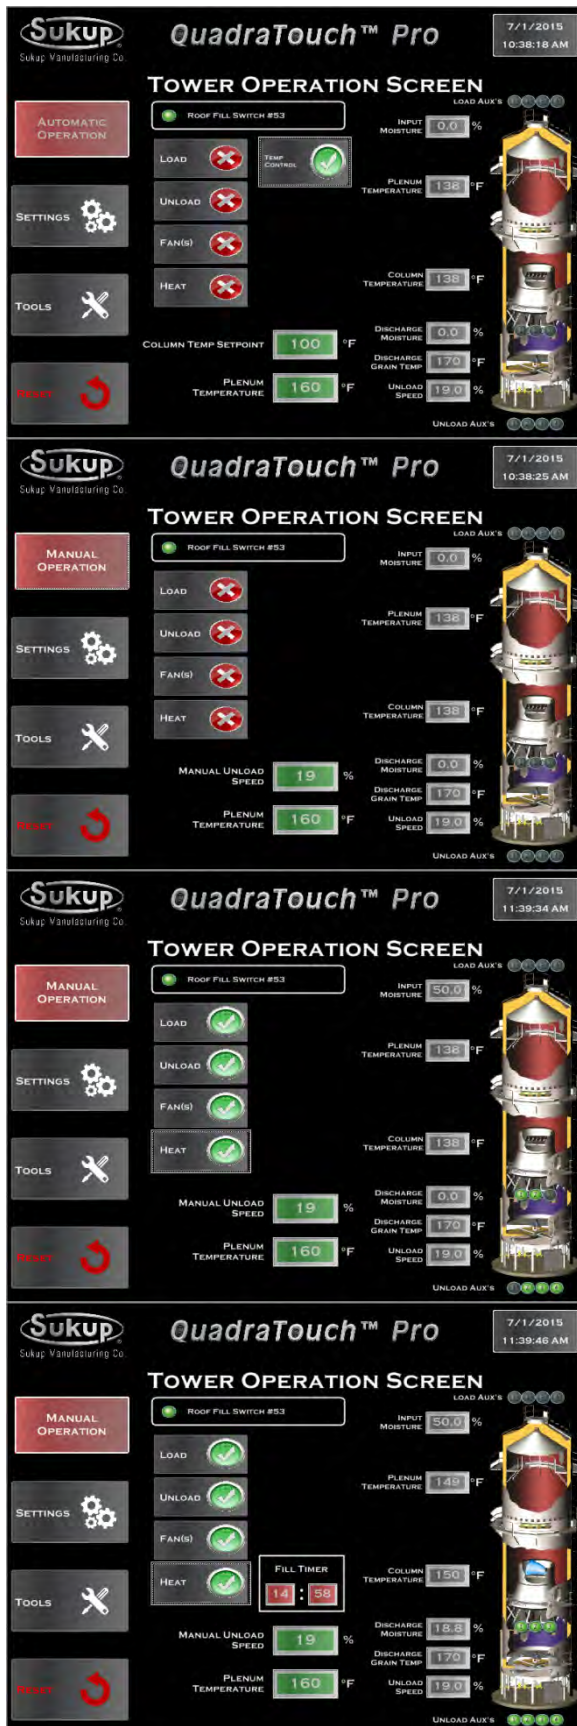 Sukup
Sukup Manufacturing Co.
QuadraTouch™ Pro
7/1/2015
10:38:18 AM
TOWER OPERATION SCREEN
LOAD AUX'S
AUTOMATIC
OPERATION
ROOF FILL SWITCH #53
INPUT
MOISTURE 0.0 %
LOAD
TEMP
CONTROL
PLENUM
TEMPERATURE 138 °F
UNLOAD
SETTINGS
FAN(S)
HEAT
COLUMN
TEMPERATURE 138 °F
TOOLS
COLUMN TEMP SETPOINT 100 °F
DISCHARGE
MOISTURE 0.0 %
DISCHARGE
GRAIN TEMP 170 °F
PLENUM
TEMPERATURE 160 °F
UNLOAD
SPEED 19.0 %
RESET
UNLOAD AUX'S
Sukup
Sukup Manufacturing Co.
QuadraTouch™ Pro
7/1/2015
10:38:25 AM
TOWER OPERATION SCREEN
LOAD AUX'S
MANUAL
OPERATION
ROOF FILL SWITCH #53
INPUT
MOISTURE 0.0 %
LOAD
PLENUM
TEMPERATURE 138 °F
UNLOAD
SETTINGS
FAN(S)
HEAT
COLUMN
TEMPERATURE 138 °F
TOOLS
MANUAL UNLOAD
SPEED 19 %
DISCHARGE
MOISTURE 0.0 %
DISCHARGE
GRAIN TEMP 170 °F
PLENUM
TEMPERATURE 160 °F
UNLOAD
SPEED 19.0 %
RESET
UNLOAD AUX'S
Sukup
Sukup Manufacturing Co.
QuadraTouch™ Pro
7/1/2015
11:39:34 AM
TOWER OPERATION SCREEN
LOAD AUX'S
MANUAL
OPERATION
ROOF FILL SWITCH #53
INPUT
MOISTURE 50.0 %
LOAD
PLENUM
TEMPERATURE 138 °F
UNLOAD
SETTINGS
FAN(S)
HEAT
COLUMN
TEMPERATURE 138 °F
TOOLS
MANUAL UNLOAD
SPEED 19 %
DISCHARGE
MOISTURE 0.0 %
DISCHARGE
GRAIN TEMP 170 °F
PLENUM
TEMPERATURE 160 °F
UNLOAD
SPEED 19.0 %
RESET
UNLOAD AUX'S
Sukup
Sukup Manufacturing Co.
QuadraTouch™ Pro
7/1/2015
11:39:46 AM
TOWER OPERATION SCREEN
LOAD AUX'S
MANUAL
OPERATION
ROOF FILL SWITCH #53
INPUT
MOISTURE 50.0 %
LOAD
PLENUM
TEMPERATURE 149 °F
UNLOAD
SETTINGS
FAN(S)
HEAT
FILL TIMER
14 : 58
COLUMN
TEMPERATURE 150 °F
TOOLS
MANUAL UNLOAD
SPEED 19 %
DISCHARGE
MOISTURE 18.8 %
DISCHARGE
GRAIN TEMP 170 °F
PLENUM
TEMPERATURE 160 °F
UNLOAD
SPEED 19.0 %
RESET
UNLOAD AUX'S